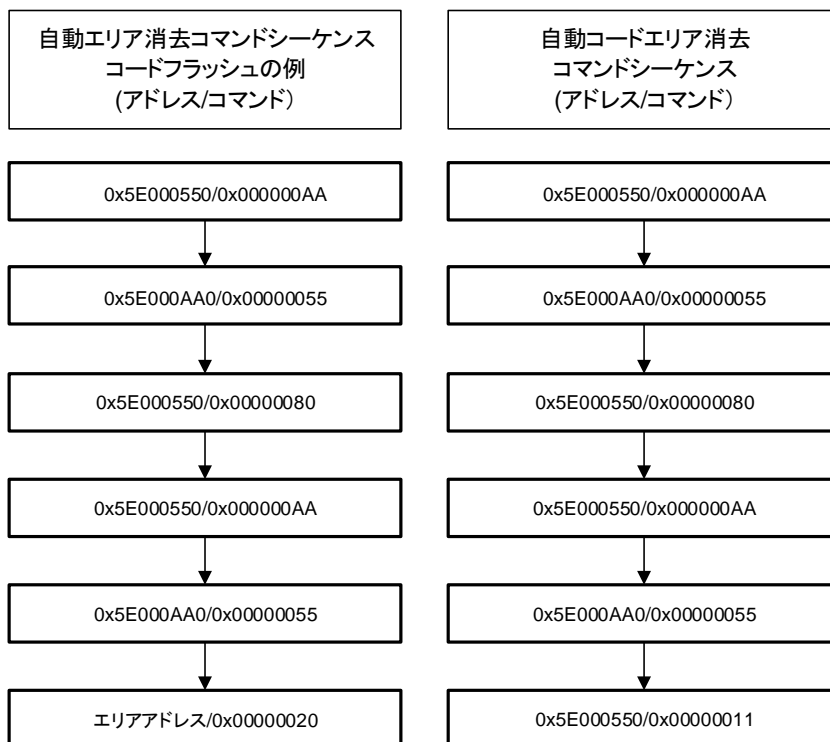 自動エリア消去コマンドシーケンス
コードフラッシュの例
(アドレス/コマンド）
0x5E000550/0x000000AA
0x5E000AA0/0x00000055
0x5E000550/0x00000080
0x5E000550/0x000000AA
0x5E000AA0/0x00000055
エリアアドレス/0x00000020
自動コードエリア消去
コマンドシーケンス
(アドレス/コマンド）
0x5E000550/0x000000AA
0x5E000AA0/0x00000055
0x5E000550/0x00000080
0x5E000550/0x000000AA
0x5E000AA0/0x00000055
0x5E000550/0x00000011